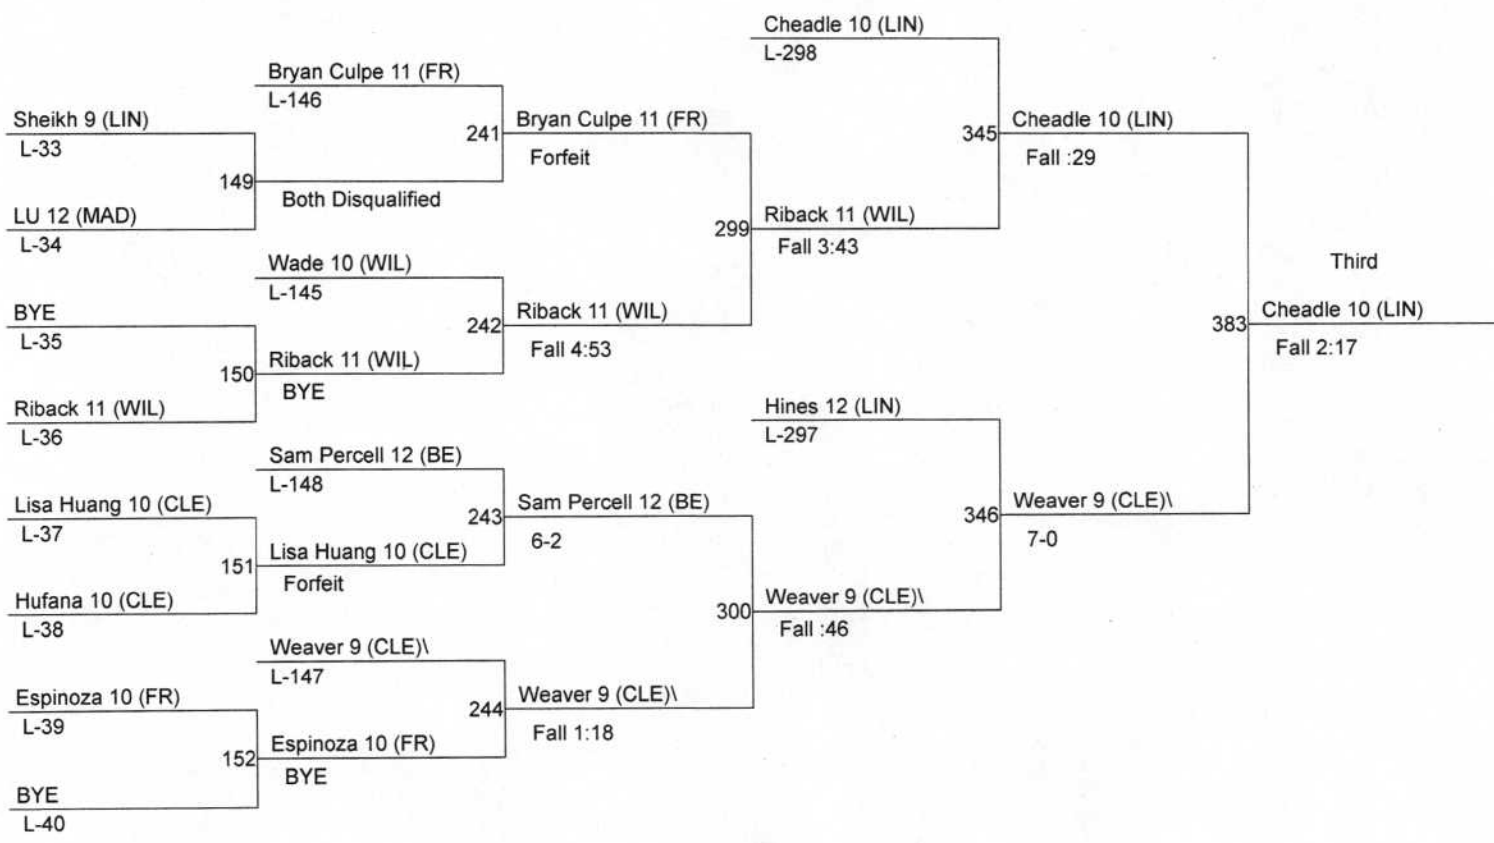 Cheadle 10 (LIN)
L-298
Bryan Culpe 11 (FR)
L-146
Sheikh 9 (LIN)
L-33
241
Bryan Culpe 11 (FR)
Forfeit
345
Cheadle 10 (LIN)
Fall :29
149
Both Disqualified
LU 12 (MAD)
L-34
299
Riback 11 (WIL)
Fall 3:43
Wade 10 (WIL)
L-145
Third
BYE
L-35
242
Riback 11 (WIL)
Fall 4:53
383
Cheadle 10 (LIN)
Fall 2:17
150
Riback 11 (WIL)
BYE
Riback 11 (WIL)
L-36
Hines 12 (LIN)
L-297
Sam Percell 12 (BE)
L-148
Lisa Huang 10 (CLE)
L-37
243
Sam Percell 12 (BE)
6-2
346
Weaver 9 (CLE)\
7-0
151
Lisa Huang 10 (CLE)
Forfeit
Hufana 10 (CLE)
L-38
300
Weaver 9 (CLE)\
Fall :46
Weaver 9 (CLE)\
L-147
Espinoza 10 (FR)
L-39
244
Weaver 9 (CLE)\
Fall 1:18
152
Espinoza 10 (FR)
BYE
BYE
L-40